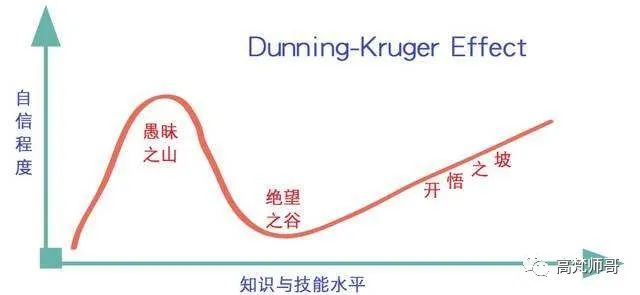 Dunning-Kruger Effect
自信程度
愚昧
之山
绝望
之谷
开悟之坡
知识与技能水平
高梵师哥